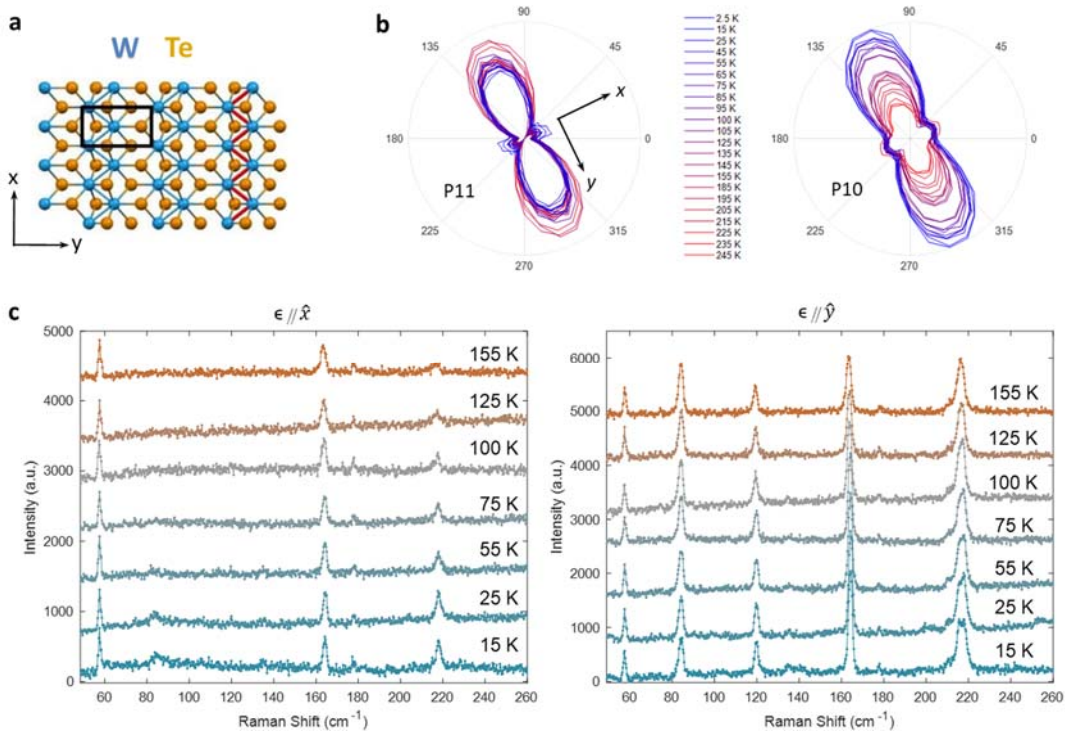 a
W Te
x
y
b
90
135
45
180
0
x
y
P11
225
315
270
2.5 K
15 K
25 K
45 K
55 K
65 K
75 K
85 K
95 K
100 K
105 K
125 K
135 K
145 K
155 K
185 K
195 K
205 K
215 K
225 K
235 K
245 K
90
135
45
180
0
P10
225
315
270
c
ϵ // x̂
5000
4000
3000
2000
1000
0
Intensity (a.u.)
155 K
125 K
100 K
75 K
55 K
25 K
15 K
60 80 100 120 140 160 180 200 220 240 260
Raman Shift (cm⁻¹)
ϵ // ŷ
6000
5000
4000
3000
2000
1000
0
Intensity (a.u.)
155 K
125 K
100 K
75 K
55 K
25 K
15 K
60 80 100 120 140 160 180 200 220 240 260
Raman Shift (cm⁻¹)